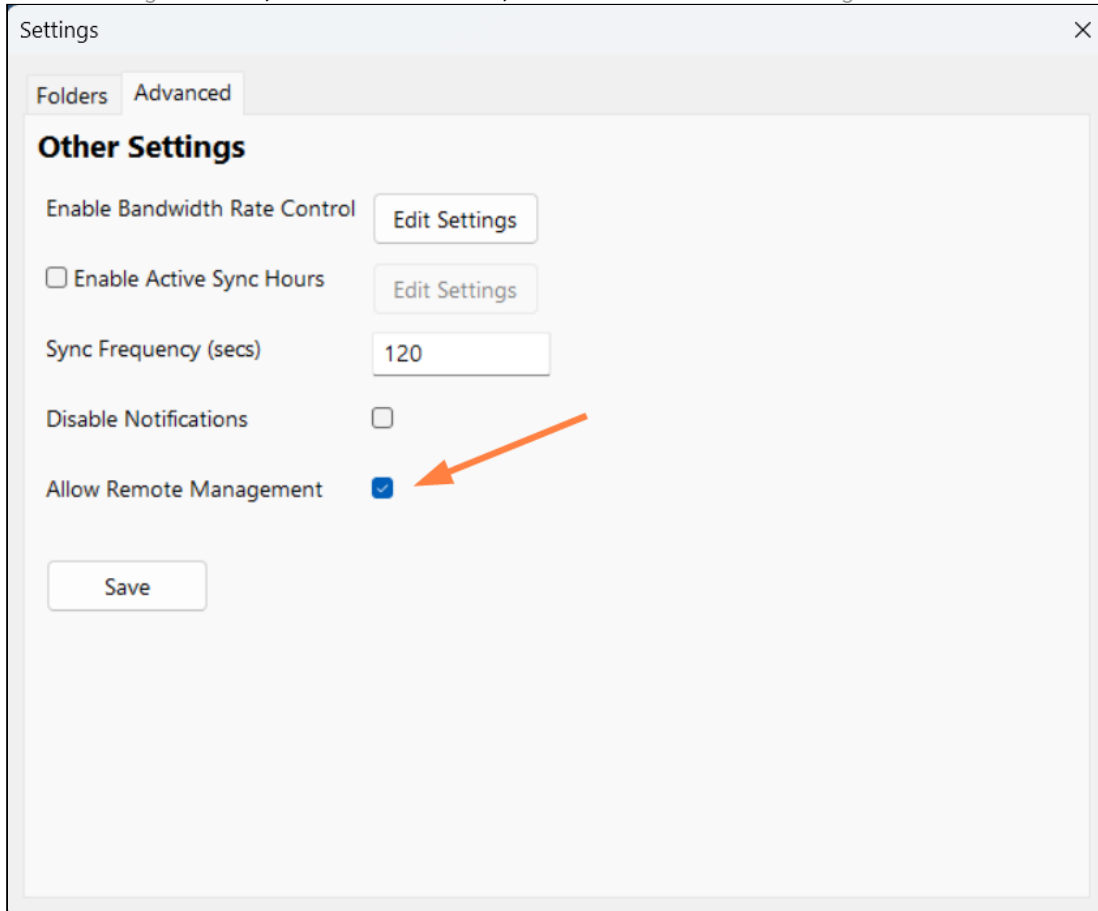 Settings
Folders Advanced
Other Settings
Enable Bandwidth Rate Control Edit Settings
Enable Active Sync Hours Edit Settings
Sync Frequency (secs) 120
Disable Notifications
Allow Remote Management
Save